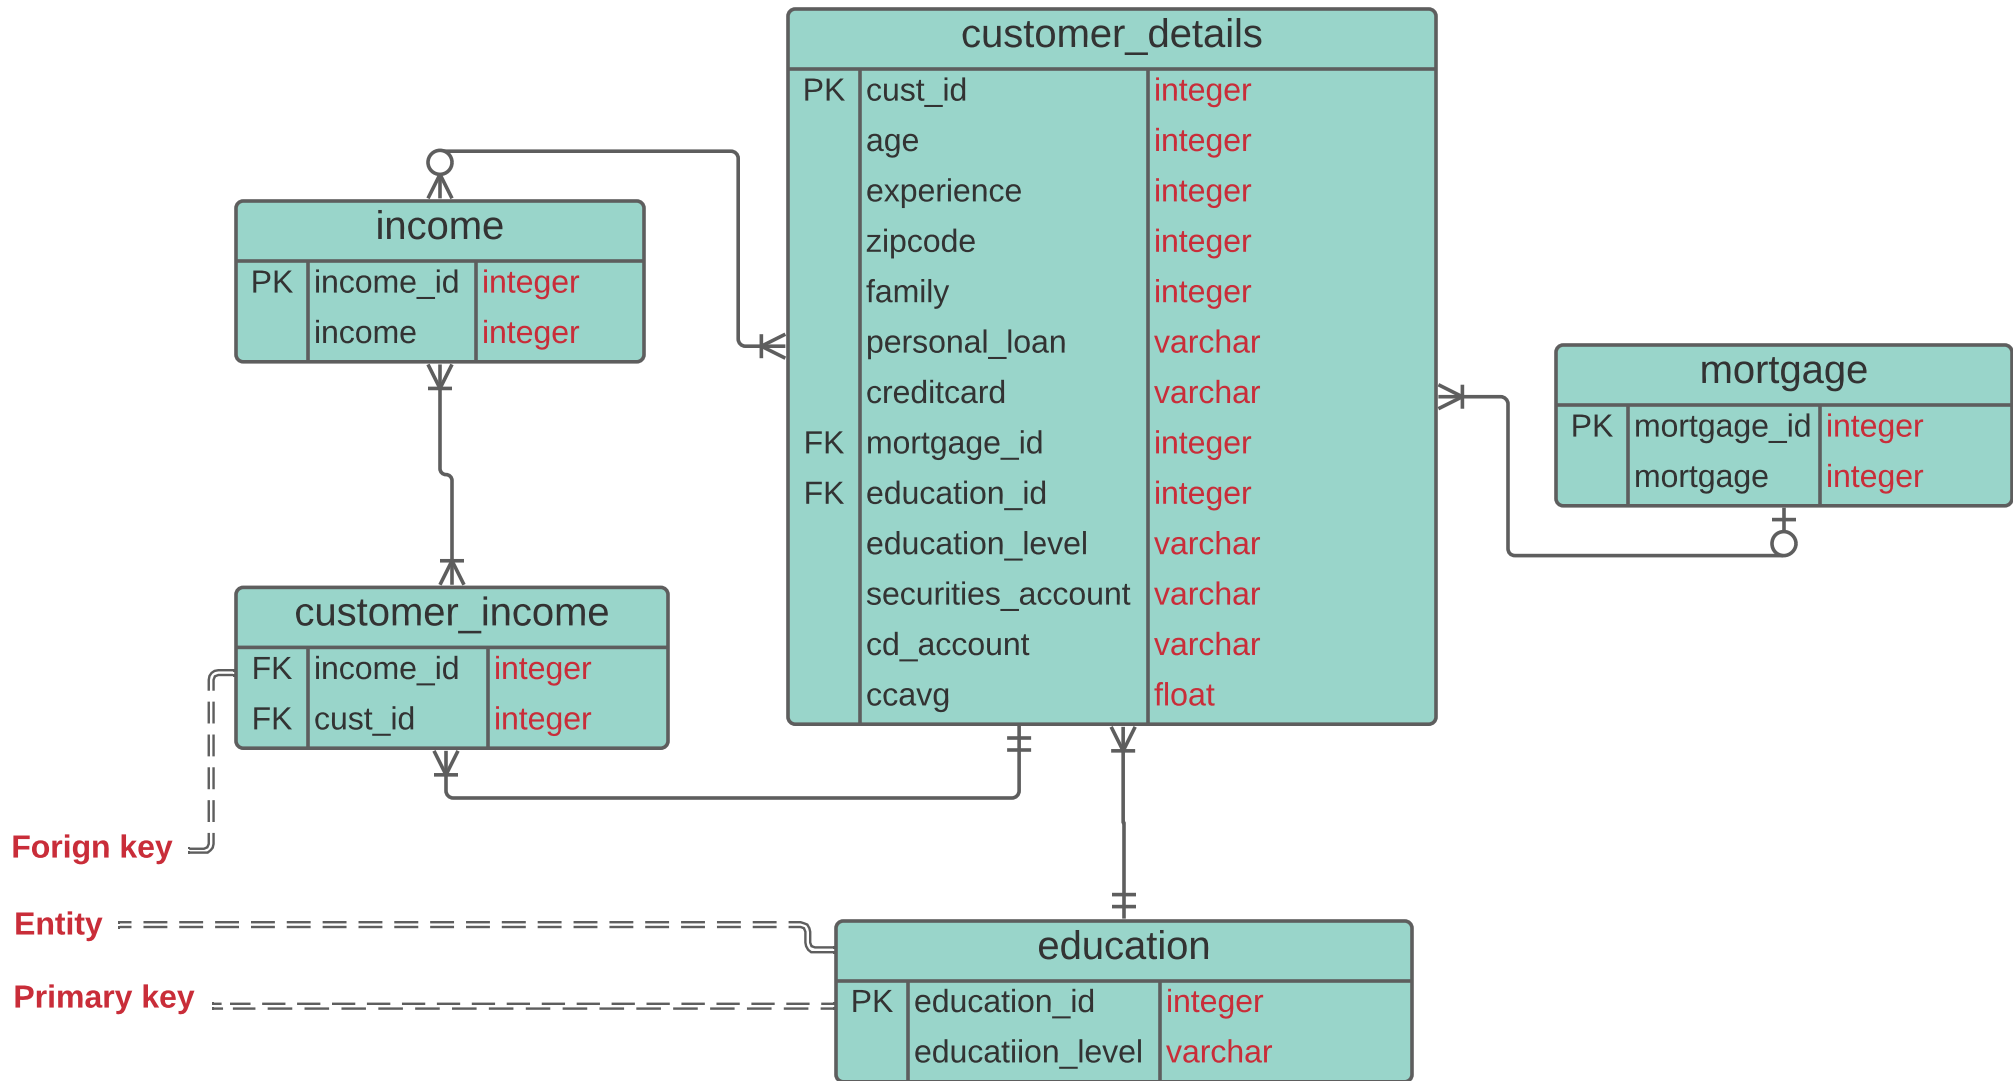 customer_details
PK cust_id integer
age integer
experience integer
zipcode integer
family integer
personal_loan varchar
creditcard varchar
FK mortgage_id integer
FK education_id integer
education_level varchar
securities_account varchar
cd_account varchar
ccavg float
income
PK income_id integer
income integer
mortgage
PK mortgage_id integer
mortgage integer
customer_income
FK income_id integer
FK cust_id integer
Forign key
Entity
Primary key
education
PK education_id integer
educatiion_level varchar